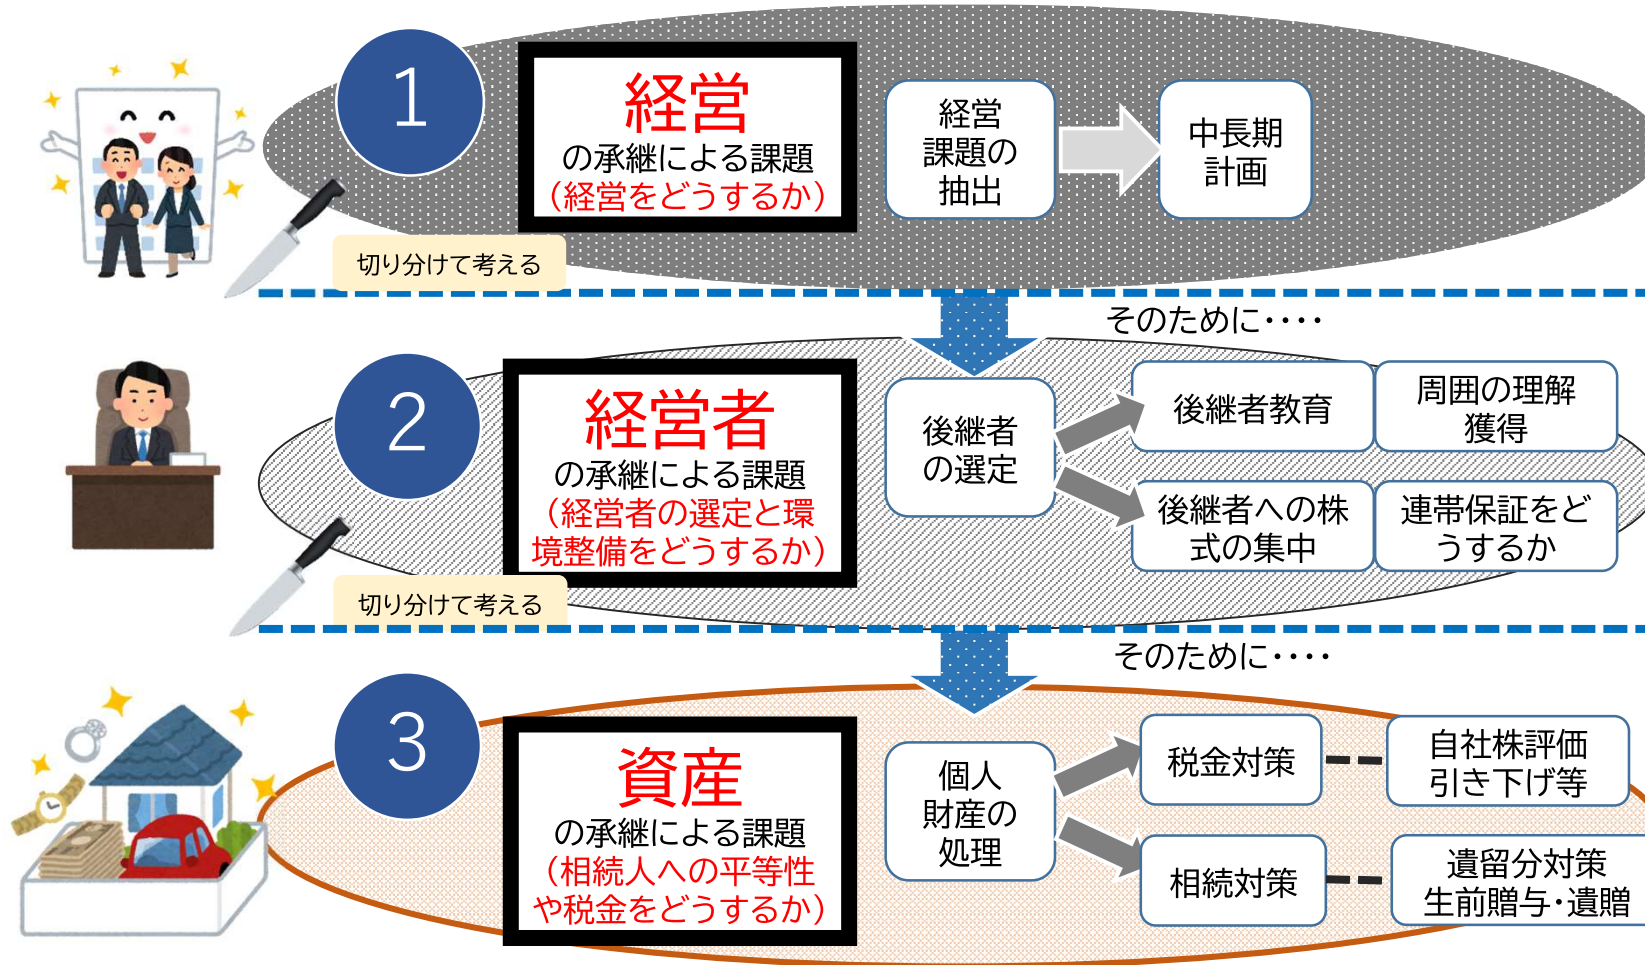 1
経営
の承継による課題
（経営をどうするか）
経営
課題の
抽出
中長期
計画
切り分けて考える
そのために‥‥
2
経営者
の承継による課題
（経営者の選定と環
境整備をどうするか）
後継者
の選定
後継者教育
周囲の理解
獲得
後継者への株
式の集中
連帯保証をど
うするか
切り分けて考える
そのために‥‥
3
資産
の承継による課題
（相続人への平等性
や税金をどうするか）
個人
財産の
処理
税金対策
自社株評価
引き下げ等
相続対策
遺留分対策
生前贈与・遺贈